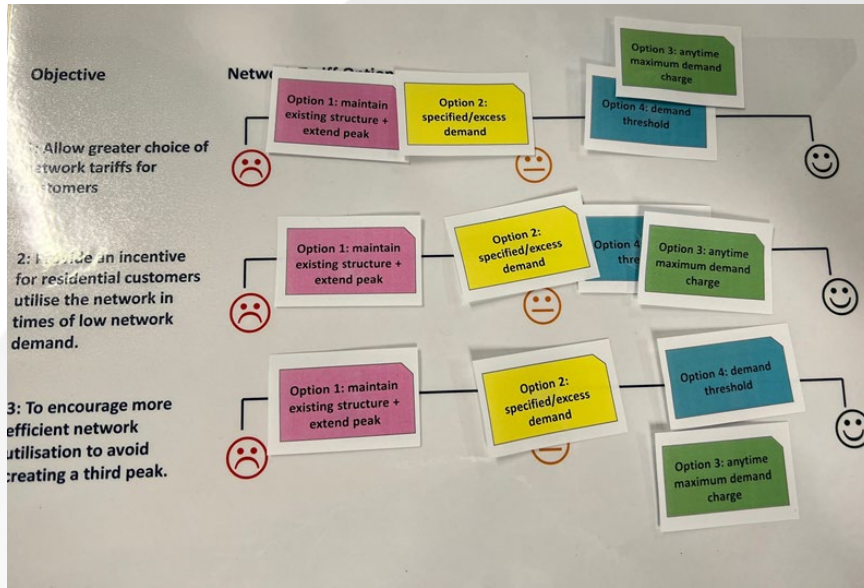 Objective
Option 3: anytime
maximum demand
charge
Option 1: maintain
existing structure +
extend peak
Option 2:
specified/excess
demand
Option 4: demand
threshold
Allow greater choice of
network tariffs for
customers
2: Provide an incentive
for residential customers
utilise the network in
times of low network
demand.
Option 1: maintain
existing structure +
extend peak
Option 2:
specified/excess
demand
Option 4
thre
Option 3: anytime
maximum demand
charge
3: To encourage more
efficient network
utilisation to avoid
creating a third peak.
Option 1: maintain
existing structure +
extend peak
Option 2:
specified/excess
demand
Option 4: demand
threshold
Option 3: anytime
maximum demand
charge